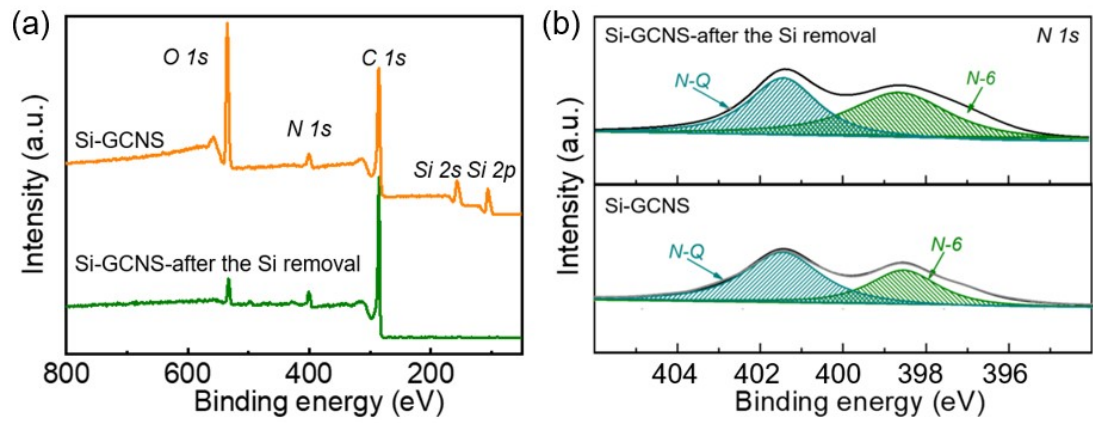 (a)
O 1s
C 1s
N 1s
Si-GCNS
Si 2s Si 2p
Si-GCNS-after the Si removal
Intensity (a.u.)
800 600 400 200
Binding energy (eV)
(b)
Si-GCNS-after the Si removal N 1s
N-Q N-6
Si-GCNS
N-Q N-6
Intensity (a.u.)
404 402 400 398 396
Binding energy (eV)